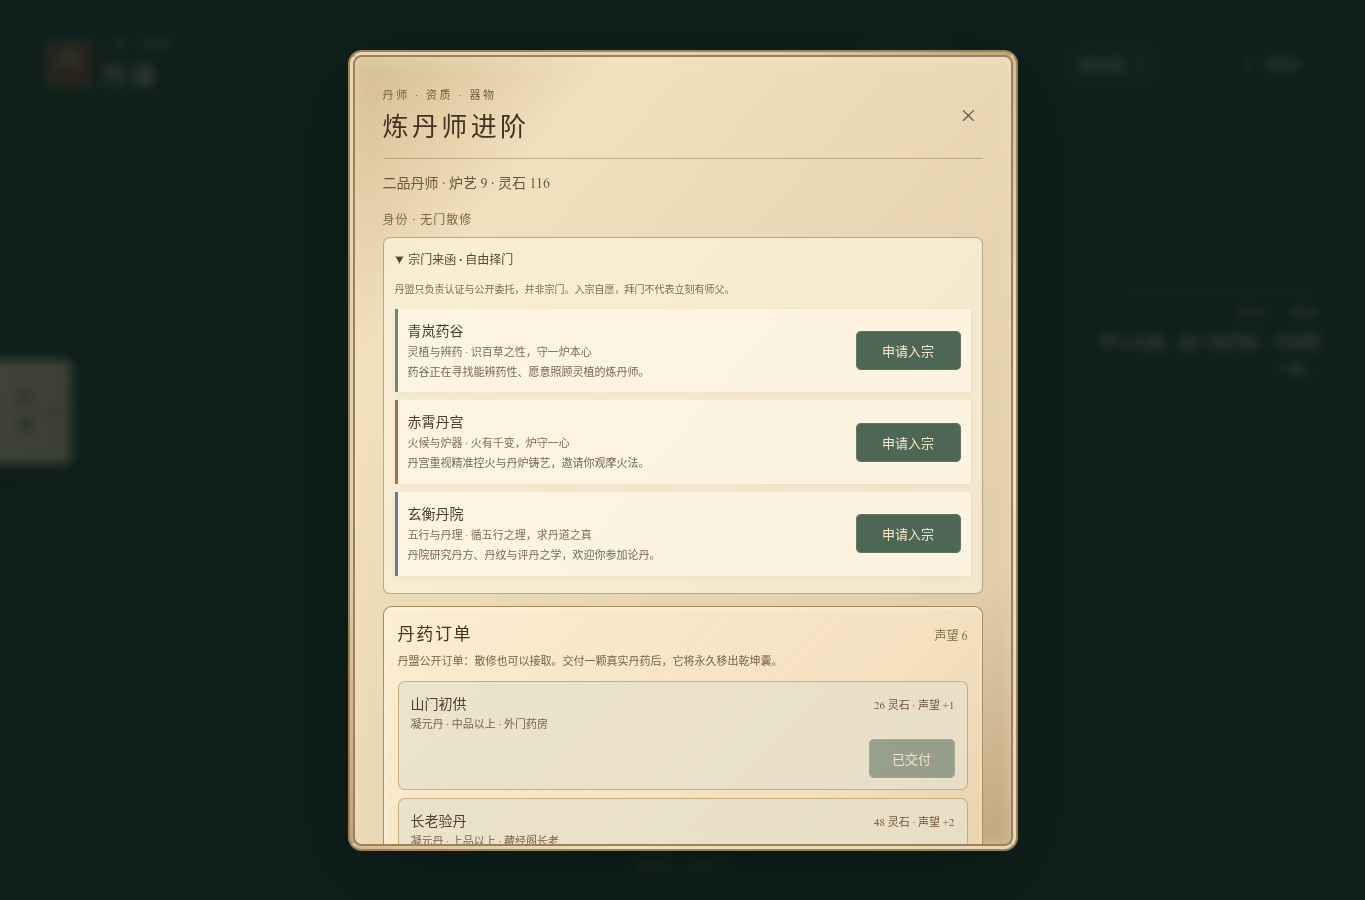 丹师 · 资质 · 器物
炼丹师进阶
×
二品丹师 · 炉艺 9 · 灵石 116
身份 · 无门散修
▼ 宗门来函 · 自由择门
丹盟只负责认证与公开委托，并非宗门。入宗自愿，拜门不代表立刻有师父。
青岚药谷
灵植与辨药 · 识百草之性，守一炉本心
药谷正在寻找能辨药性、愿意照顾灵植的炼丹师。
申请入宗
赤霄丹宫
火候与炉器 · 火有千变，炉守一心
丹宫重视精准控火与丹炉铸艺，邀请你观摩火法。
申请入宗
玄衡丹院
五行与丹理 · 循五行之理，求丹道之真
丹院研究丹方、丹纹与评丹之学，欢迎你参加论丹。
申请入宗
丹药订单
声望 6
丹盟公开订单：散修也可以接取。交付一颗真实丹药后，它将永久移出乾坤囊。
山门初供
26 灵石 · 声望 +1
凝元丹 · 中品以上 · 外门药房
已交付
长老验丹
48 灵石 · 声望 +2
凝元丹 · 上品以上 · 藏经阁长老